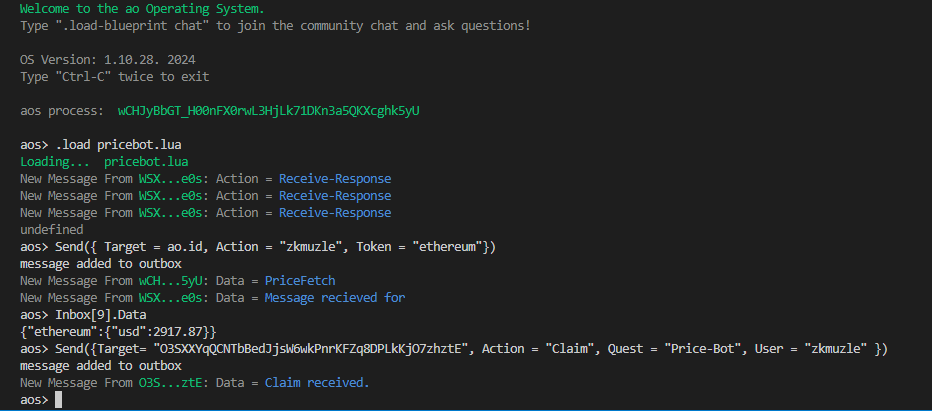 Welcome to the ao Operating System.
Type ".load-blueprint chat" to join the community chat and ask questions!
OS Version: 1.10.28. 2024
Type "Ctrl-C" twice to exit
aos process:  wCHJyBbGT_H00nFX0rwL3HjLk71DKn3a5QKXcghk5yU
aos> .load pricebot.lua
Loading...  pricebot.lua
New Message From WSX...e0s: Action = Receive-Response
New Message From WSX...e0s: Action = Receive-Response
New Message From WSX...e0s: Action = Receive-Response
undefined
aos> Send({ Target = ao.id, Action = "zkmuzle", Token = "ethereum"})
message added to outbox
New Message From wCH...5yU: Data = PriceFetch
New Message From WSX...e0s: Data = Message recieved for
aos> Inbox[9].Data
{"ethereum":{"usd":2917.87}}
aos> Send({Target= "O3SXXYqQCNTbBedJjsW6wkPnrKFZq8DPLkKjO7zhztE", Action = "Claim", Quest = "Price-Bot", User = "zkmuzle" })
message added to outbox
New Message From O3S...ztE: Data = Claim received.
aos>